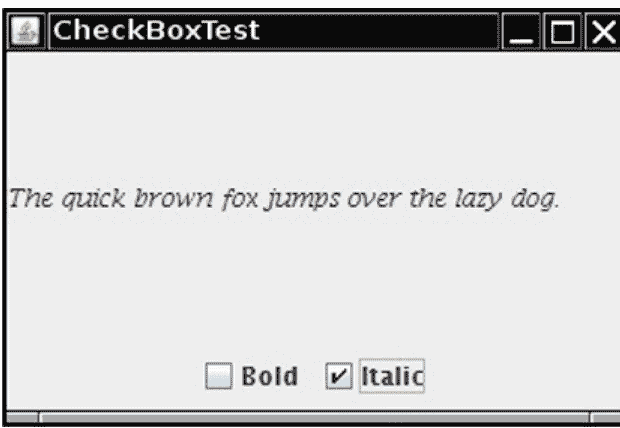 CheckBoxTest
The quick brown fox jumps over the lazy dog.
Bold Italic